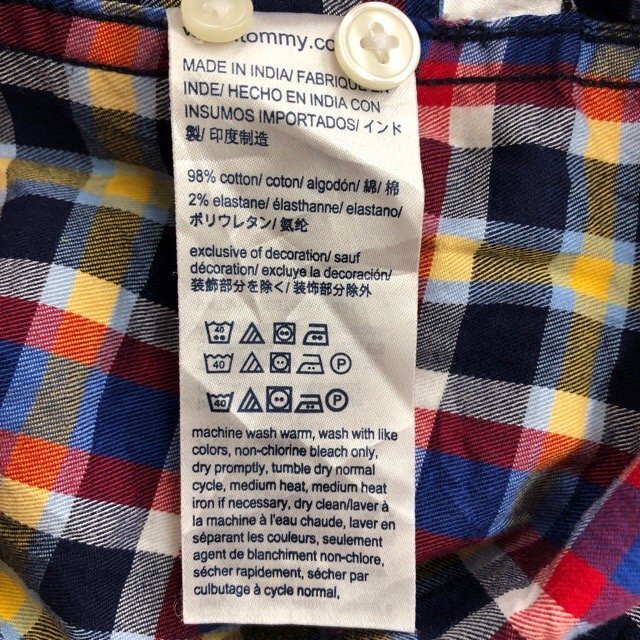 tommy.co
MADE IN INDIA/ FABRIQUE EN
INDE/ HECHO EN INDIA CON
INSUMOS IMPORTADOS/ インド
製/ 印度制造
98% cotton/ coton/ algodón/ 綿/ 棉
2% elastane/ élasthanne/ elastano/
ポリウレタン/ 氨纶
exclusive of decoration/ sauf
décoration/ excluye la decoración/
装飾部分を除く/ 装饰部分除外
40 P
40 P
40 P
machine wash warm, wash with like
colors, non-chlorine bleach only,
dry promptly, tumble dry normal
cycle, medium heat, medium heat
iron if necessary, dry clean/laver à
la machine à l'eau chaude, laver en
séparant les couleurs, seulement
agent de blanchiment non-chlore,
sécher rapidement, sécher par
culbutage à cycle normal,